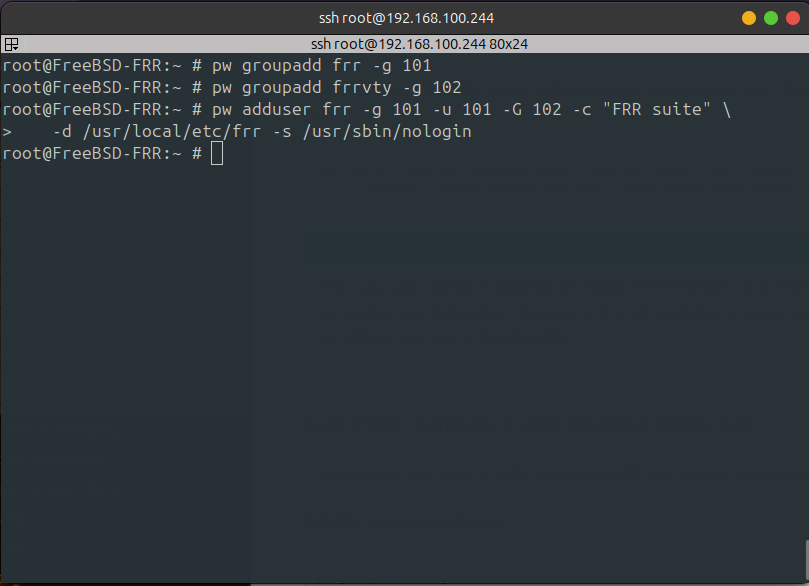 ssh root@192.168.100.244
ssh root@192.168.100.244 80x24
root@FreeBSD-FRR:~ # pw groupadd frr -g 101
root@FreeBSD-FRR:~ # pw groupadd frrvty -g 102
root@FreeBSD-FRR:~ # pw adduser frr -g 101 -u 101 -G 102 -c "FRR suite" \
>    -d /usr/local/etc/frr -s /usr/sbin/nologin
root@FreeBSD-FRR:~ #